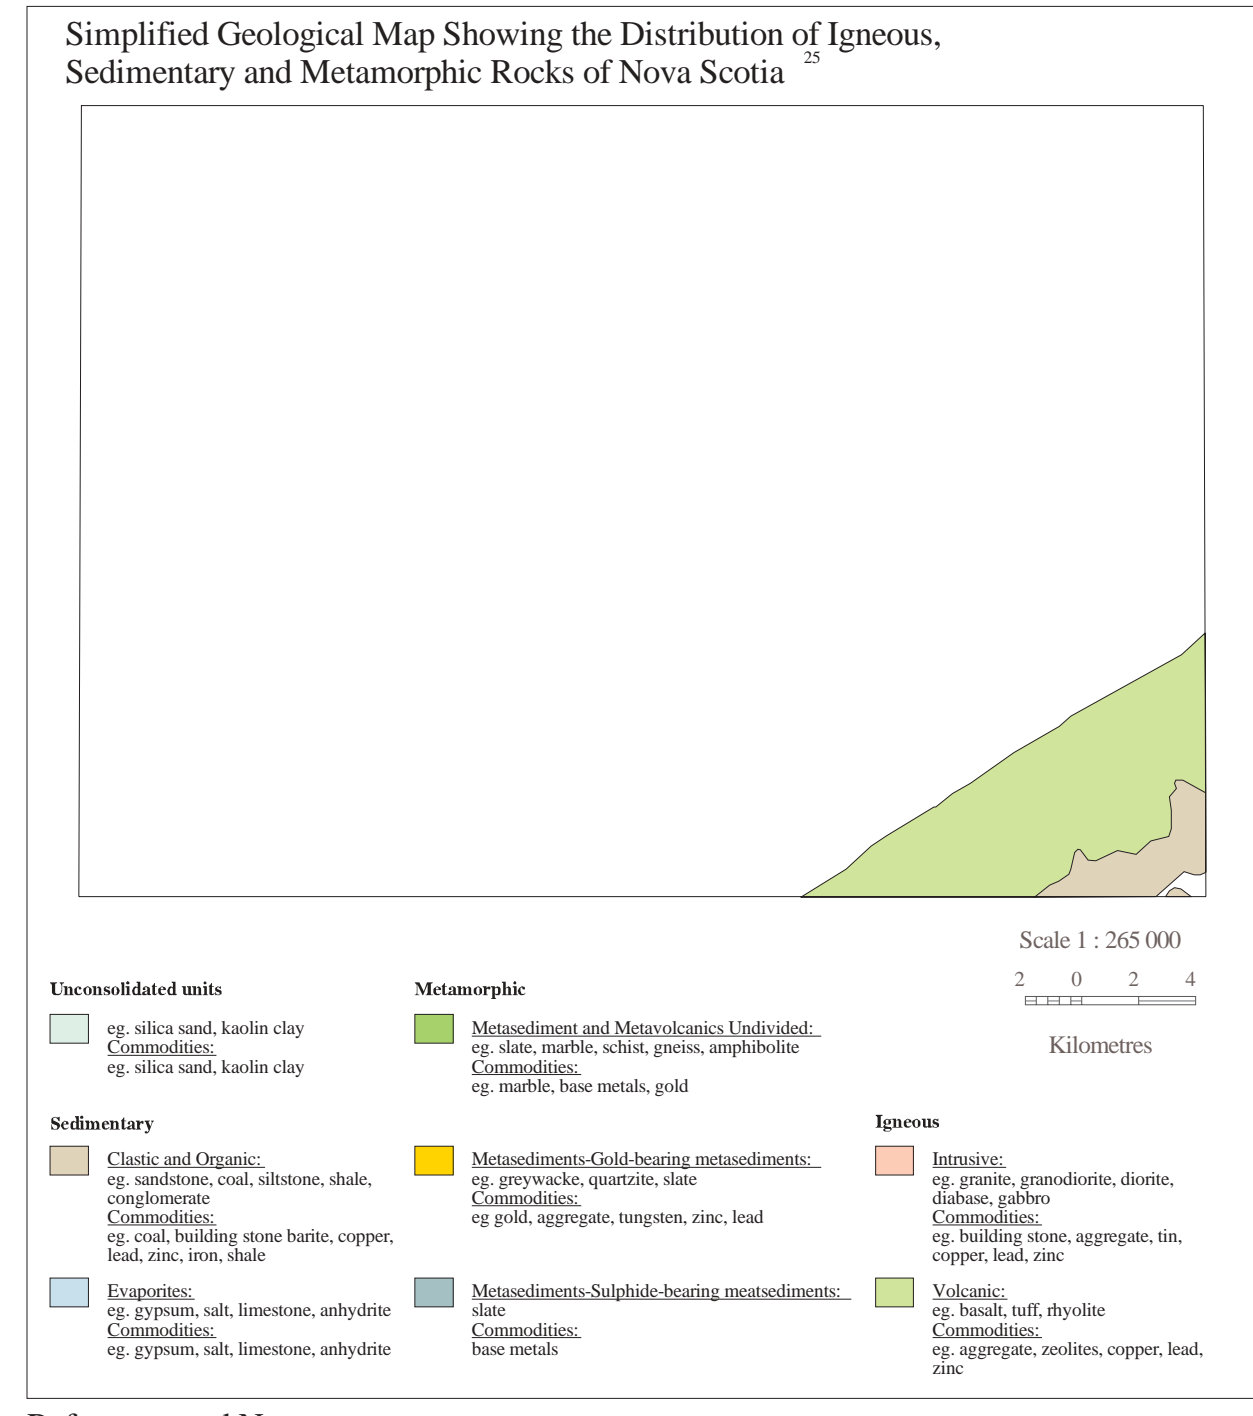 Simplified Geological Map Showing the Distribution of Igneous,
Sedimentary and Metamorphic Rocks of Nova Scotia 25
Scale 1 : 265 000
2 0 2 4
Kilometres
Unconsolidated units
eg. silica sand, kaolin clay
Commodities:
eg. silica sand, kaolin clay
Metamorphic
Metasediment and Metavolcanics Undivided:
eg. slate, marble, schist, gneiss, amphibolite
Commodities:
eg. marble, base metals, gold
Sedimentary
Clastic and Organic:
eg. sandstone, coal, siltstone, shale,
conglomerate
Commodities:
eg. coal, building stone barite, copper,
lead, zinc, iron, shale
Metasediments-Gold-bearing metasediments:
eg. greywacke, quartzite, slate
Commodities:
eg gold, aggregate, tungsten, zinc, lead
Igneous
Intrusive:
eg. granite, granodiorite, diorite,
diabase, gabbro
Commodities:
eg. building stone, aggregate, tin,
copper, lead, zinc
Evaporites:
eg. gypsum, salt, limestone, anhydrite
Commodities:
eg. gypsum, salt, limestone, anhydrite
Metasediments-Sulphide-bearing meatsediments:
slate
Commodities:
base metals
Volcanic:
eg. basalt, tuff, rhyolite
Commodities:
eg. aggregate, zeolites, copper, lead,
zinc